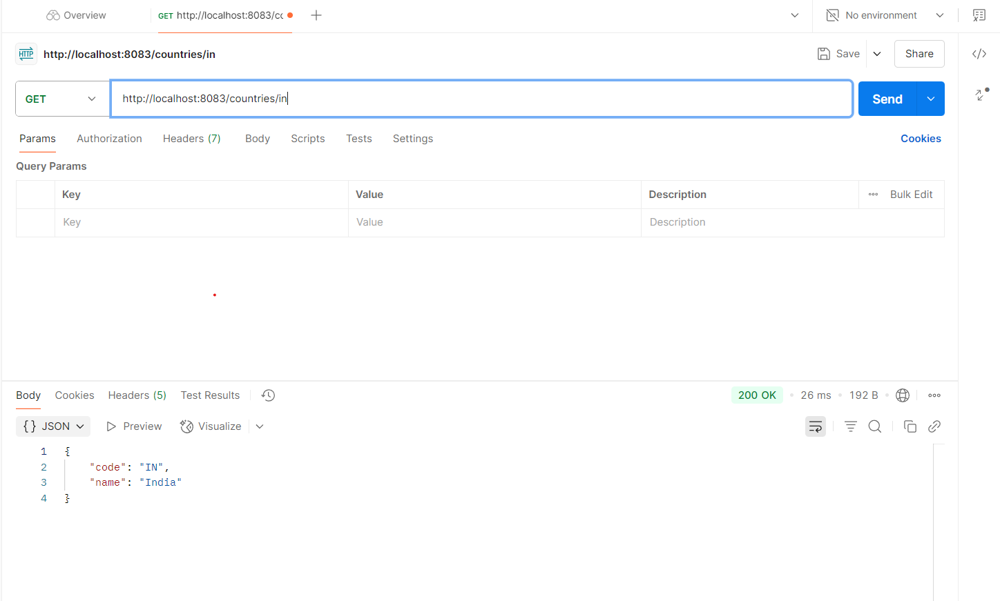 Overview
GET http://localhost:8083/cc
No environment
HTTP http://localhost:8083/countries/in
Save
Share
GET
http://localhost:8083/countries/in
Send
Params Authorization Headers (7) Body Scripts Tests Settings Cookies
Query Params
Key Value Description Bulk Edit
Key Value Description
Body Cookies Headers (5) Test Results 200 OK 26 ms 192 B
{} JSON Preview Visualize
1 {
2 "code": "IN",
3 "name": "India"
4 }